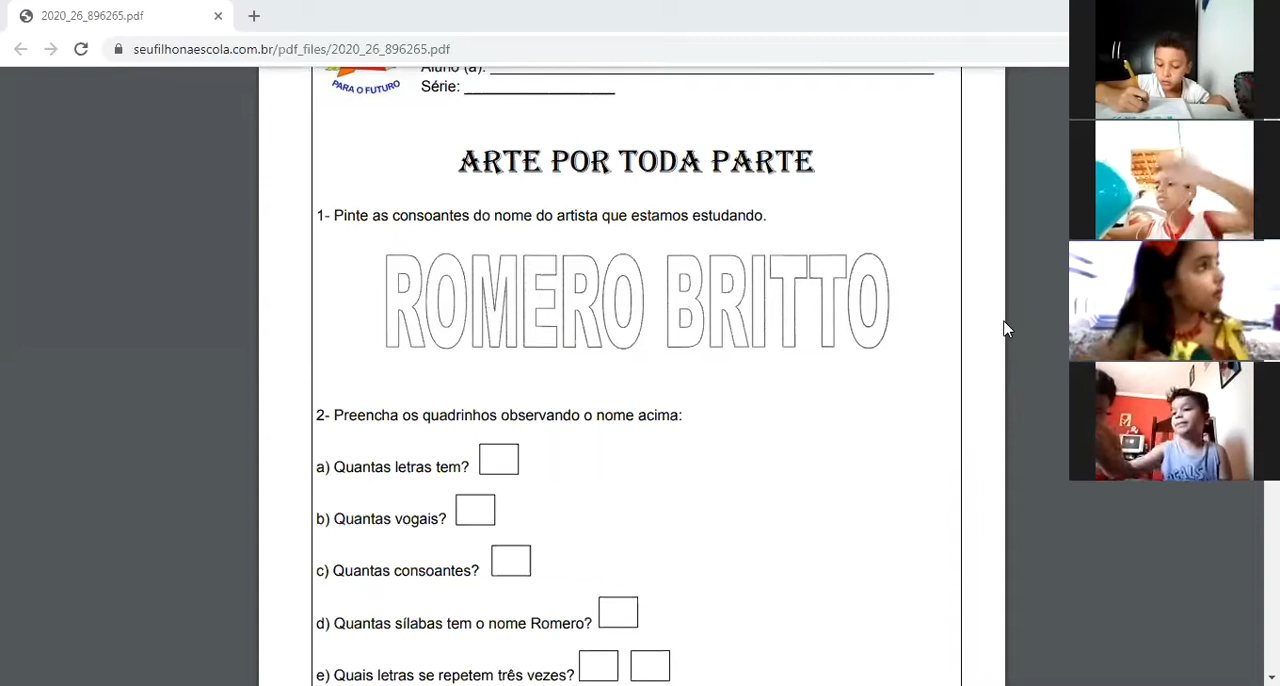 2020_26_896265.pdf
seufilhonaescola.com.br/pdf_files/2020_26_896265.pdf
Aluno (a):
PARA O FUTURO
Série:
ARTE POR TODA PARTE
1- Pinte as consoantes do nome do artista que estamos estudando.
ROMERO BRITTO
2- Preencha os quadrinhos observando o nome acima:
a) Quantas letras tem?
b) Quantas vogais?
c) Quantas consoantes?
d) Quantas sílabas tem o nome Romero?
e) Quais letras se repetem três vezes?